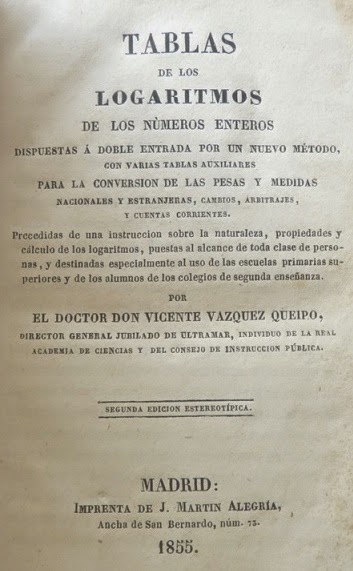 TABLAS
DE LOS
LOGARITMOS
DE LOS NÙMEROS ENTEROS
DISPUESTAS Á DOBLE ENTRADA POR UN NUEVO MÉTODO,
CON VARIAS TABLAS AUXILIARES
PARA LA CONVERSION DE LAS PESAS Y MEDIDAS
NACIONALES Y ESTRANJERAS, CAMBIOS, ARBITRAJES,
Y CUENTAS CORRIENTES.
Precedidas de una instruccion sobre la naturaleza, propiedades y
cálculo de los logaritmos, puestas al alcance de toda clase de perso-
nas, y destinadas especialmente al uso de las escuelas primarias su-
periores y de los alumnos de los colegios de segunda enseñanza.
POR
EL DOCTOR DON VICENTE VAZQUEZ QUEIPO,
DIRECTOR GENERAL JUBILADO DE ULTRAMAR, INDIVIDUO DE LA REAL
ACADEMIA DE CIENCIAS Y DEL CONSEJO DE INSTRUCCION PÚBLICA.
SEGUNDA EDICION ESTEREOTÍPICA.
MADRID:
IMPRENTA DE J. MARTIN ALEGRÍA,
Ancha de San Bernardo, núm. 73.
1855.